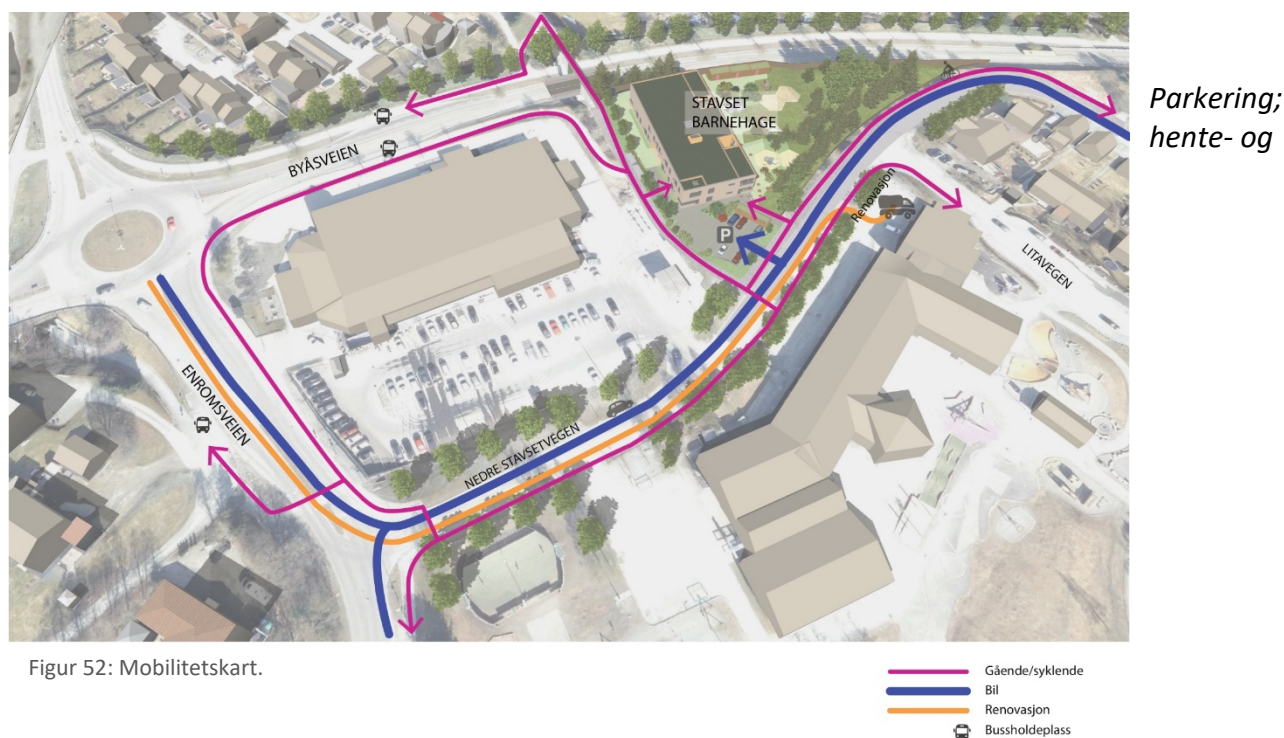 STAVSET
BARNEHAGE
BYÅSVEIEN
Renovasjon
P
LITAVEGEN
ENROMSVEIEN
NEDRE STAVSETVEGEN
Parkering;
hente- og
Figur 52: Mobilitetskart.
Gående/syklende
Bil
Renovasjon
Bussholdeplass